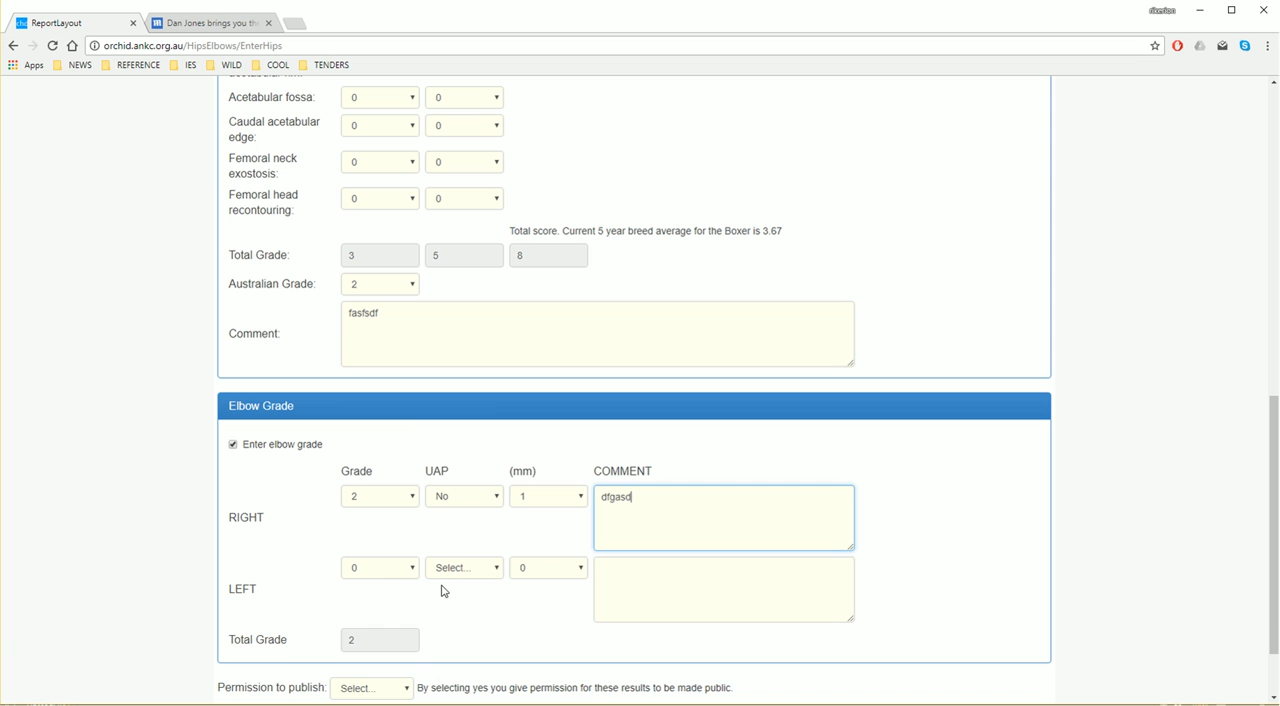 ReportLayout
Dan Jones brings you the
rikesion
orchid.ankc.org.au/HipsElbows/EnterHips
Apps NEWS REFERENCE IES WILD COOL TENDERS
Acetabular fossa: 0 0
Caudal acetabular edge: 0 0
Femoral neck exostosis: 0 0
Femoral head recontouring: 0 0
Total score. Current 5 year breed average for the Boxer is 3.67
Total Grade: 3 5 8
Australian Grade: 2
fasfsdf
Comment:
Elbow Grade
Enter elbow grade
Grade UAP (mm) COMMENT
2 No 1 dfgasd
RIGHT
0 Select... 0
LEFT
Total Grade 2
Permission to publish: Select... By selecting yes you give permission for these results to be made public.